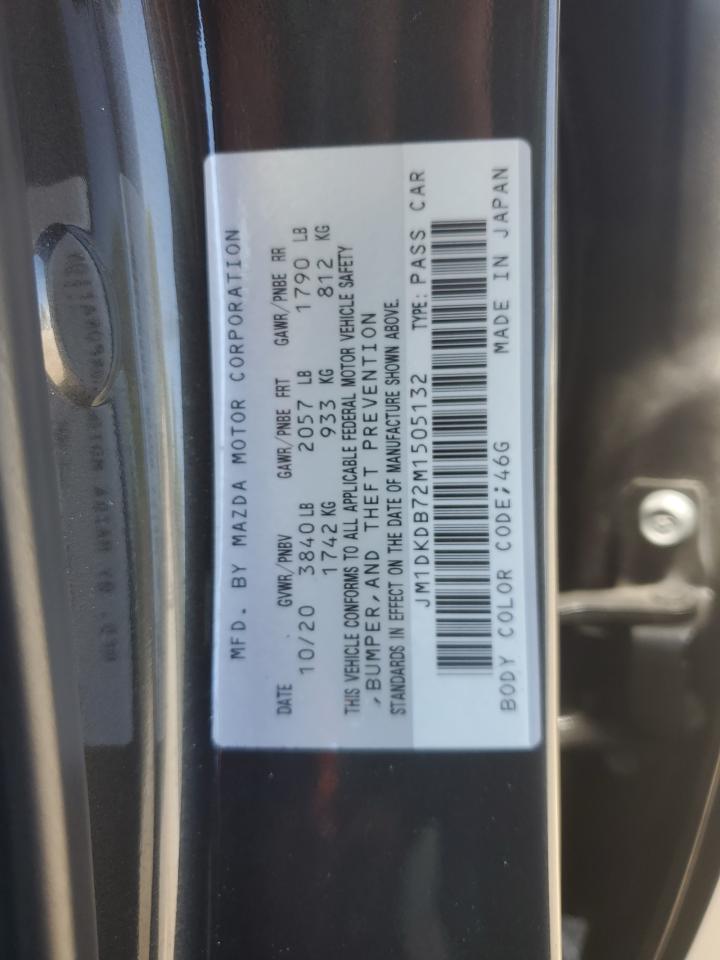 MFD. BY MAZDA MOTOR CORPORATION
DATE GVWR/PNBV GAWR/PNBE FRT GAWR/PNBE RR
10/20 3840 LB 2057 LB 1790 LB
1742 KG 933 KG 812 KG
THIS VEHICLE CONFORMS TO ALL APPLICABLE FEDERAL MOTOR VEHICLE SAFETY
,BUMPER,AND THEFT PREVENTION
STANDARDS IN EFFECT ON THE DATE OF MANUFACTURE SHOWN ABOVE.
JM1DKDB72M1505132 TYPE: PASS CAR
BODY COLOR CODE;46G MADE IN JAPAN